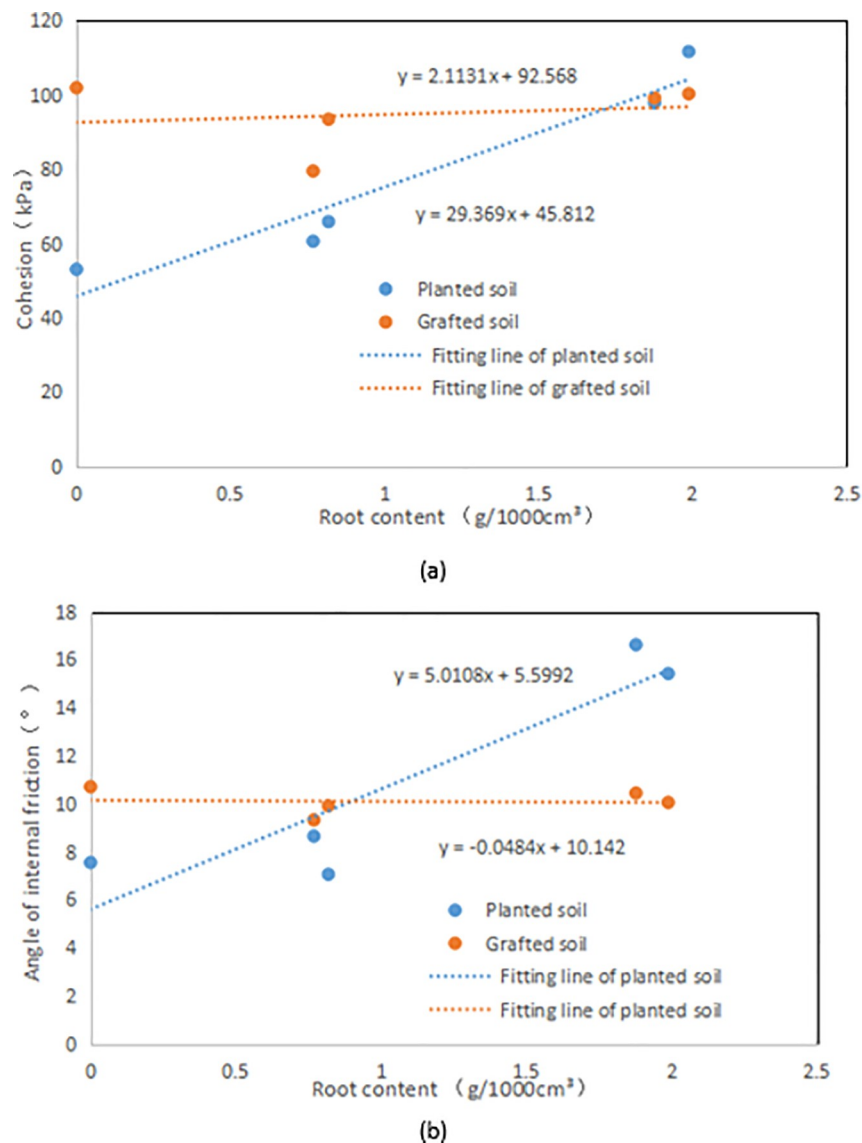 120
100
80
60
40
20
0
Cohesion（kPa）
y = 2.1131x + 92.568
y = 29.369x + 45.812
Planted soil
Grafted soil
Fitting line of planted soil
Fitting line of grafted soil
0 0.5 1 1.5 2 2.5
Root content（g/1000cm³）
(a)
18
16
14
12
10
8
6
4
2
0
Angle of internal friction（°）
y = 5.0108x + 5.5992
y = -0.0484x + 10.142
Planted soil
Grafted soil
Fitting line of planted soil
Fitting line of planted soil
0 0.5 1 1.5 2 2.5
Root content（g/1000cm³）
(b)